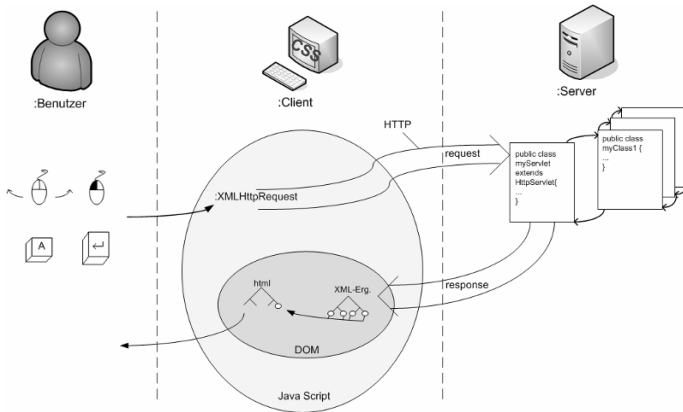 CSS
:Benutzer
:Client
:Server
HTTP
request
public class
myServlet
extends
HttpServlet{
...
}
public class
myClass1 {
...
}
:XMLHttpRequest
A
html
XML-Erg.
response
DOM
Java Script